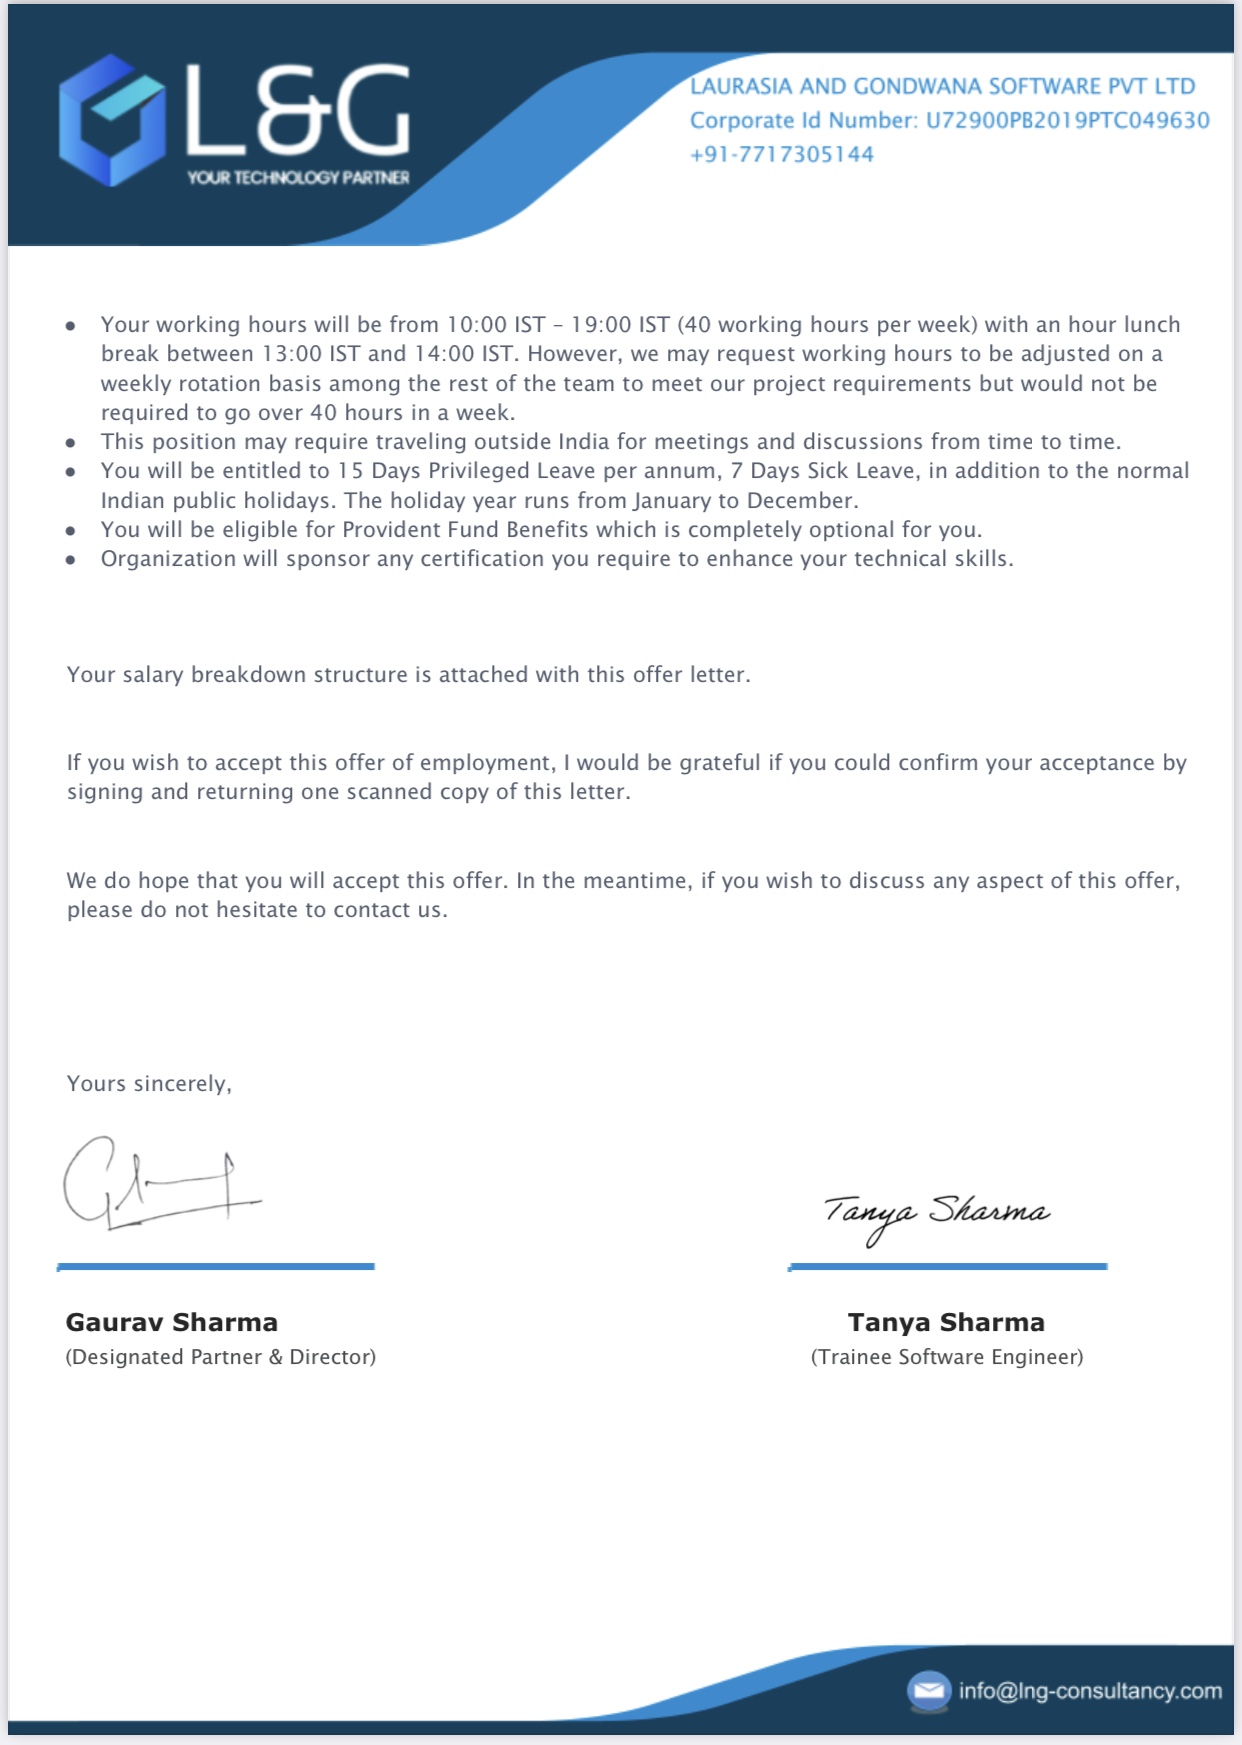 L&G
YOUR TECHNOLOGY PARTNER
LAURASIA AND GONDWANA SOFTWARE PVT LTD
Corporate Id Number: U72900PB2019PTC049630
+91-7717305144
● Your working hours will be from 10:00 IST – 19:00 IST (40 working hours per week) with an hour lunch
break between 13:00 IST and 14:00 IST. However, we may request working hours to be adjusted on a
weekly rotation basis among the rest of the team to meet our project requirements but would not be
required to go over 40 hours in a week.
● This position may require traveling outside India for meetings and discussions from time to time.
● You will be entitled to 15 Days Privileged Leave per annum, 7 Days Sick Leave, in addition to the normal
Indian public holidays. The holiday year runs from January to December.
● You will be eligible for Provident Fund Benefits which is completely optional for you.
● Organization will sponsor any certification you require to enhance your technical skills.
Your salary breakdown structure is attached with this offer letter.
If you wish to accept this offer of employment, I would be grateful if you could confirm your acceptance by
signing and returning one scanned copy of this letter.
We do hope that you will accept this offer. In the meantime, if you wish to discuss any aspect of this offer,
please do not hesitate to contact us.
Yours sincerely,
Tanya Sharma
Gaurav Sharma
(Designated Partner & Director)
Tanya Sharma
(Trainee Software Engineer)
info@lng-consultancy.com